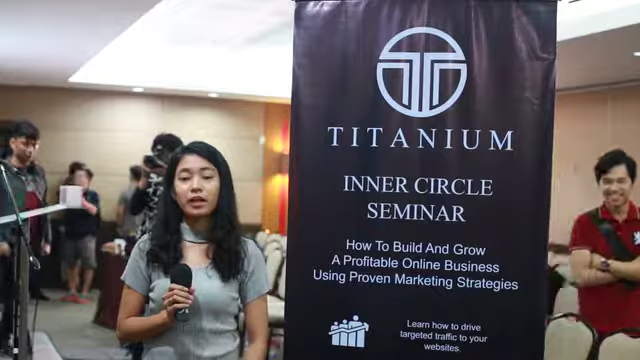 TITANIUM
INNER CIRCLE
SEMINAR
How To Build And Grow
A Profitable Online Business
Using Proven Marketing Strategies
Learn how to drive
targeted traffic to your
websites.